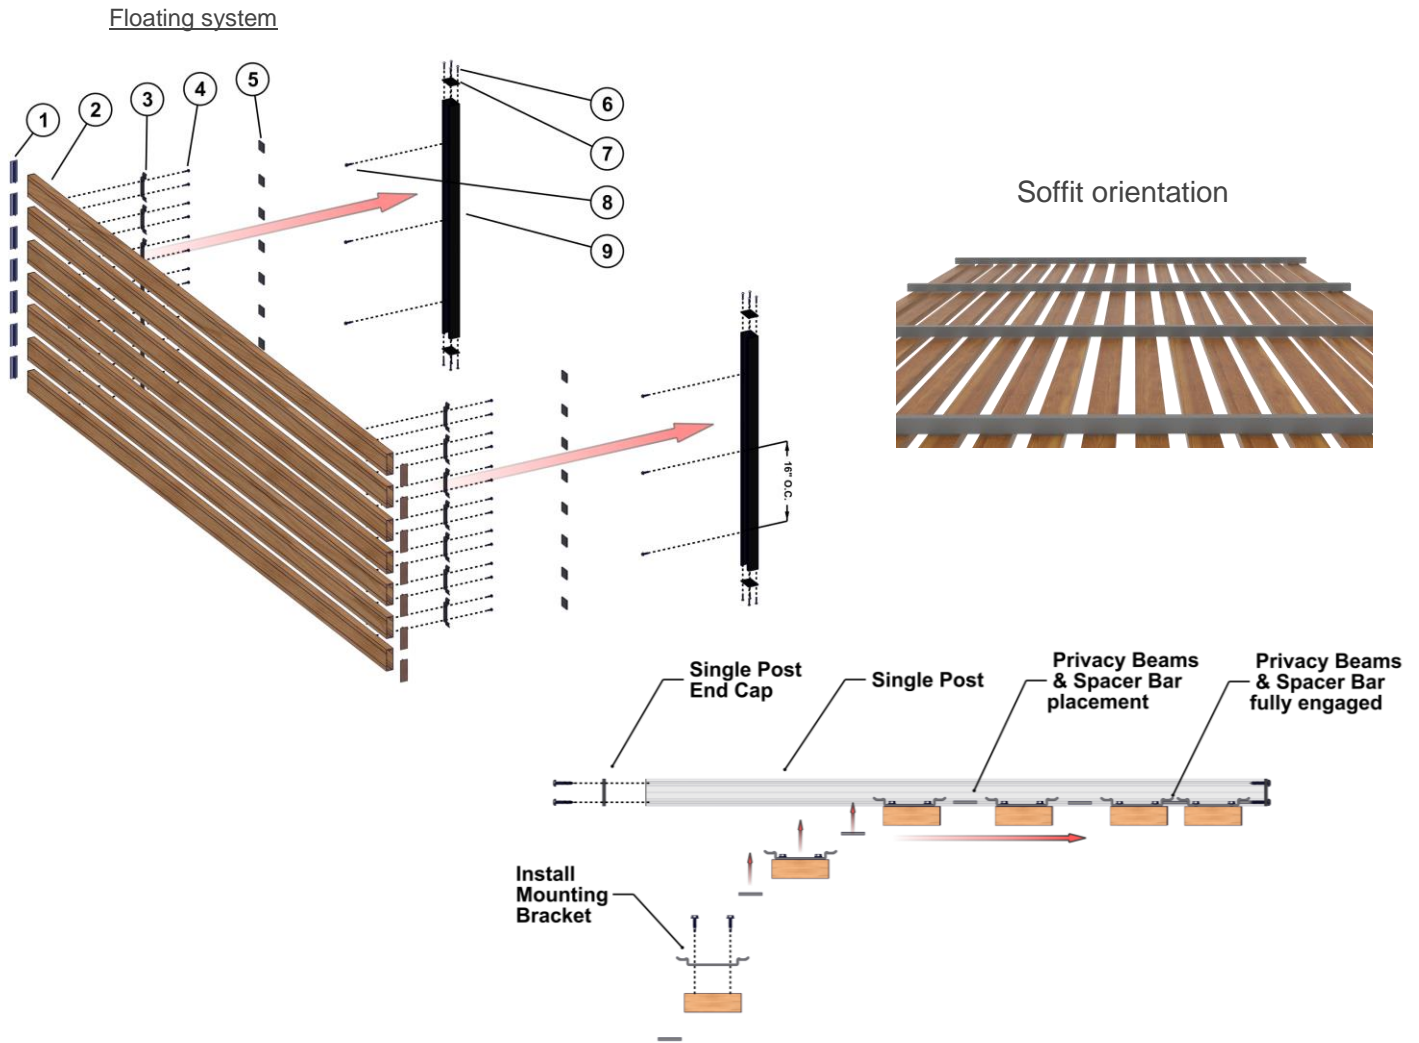 Floating system
1
2
3
4
5
6
7
8
9
16" O.C.
Soffit orientation
Single Post
End Cap
Single Post
Privacy Beams
& Spacer Bar
placement
Privacy Beams
& Spacer Bar
fully engaged
Install
Mounting
Bracket